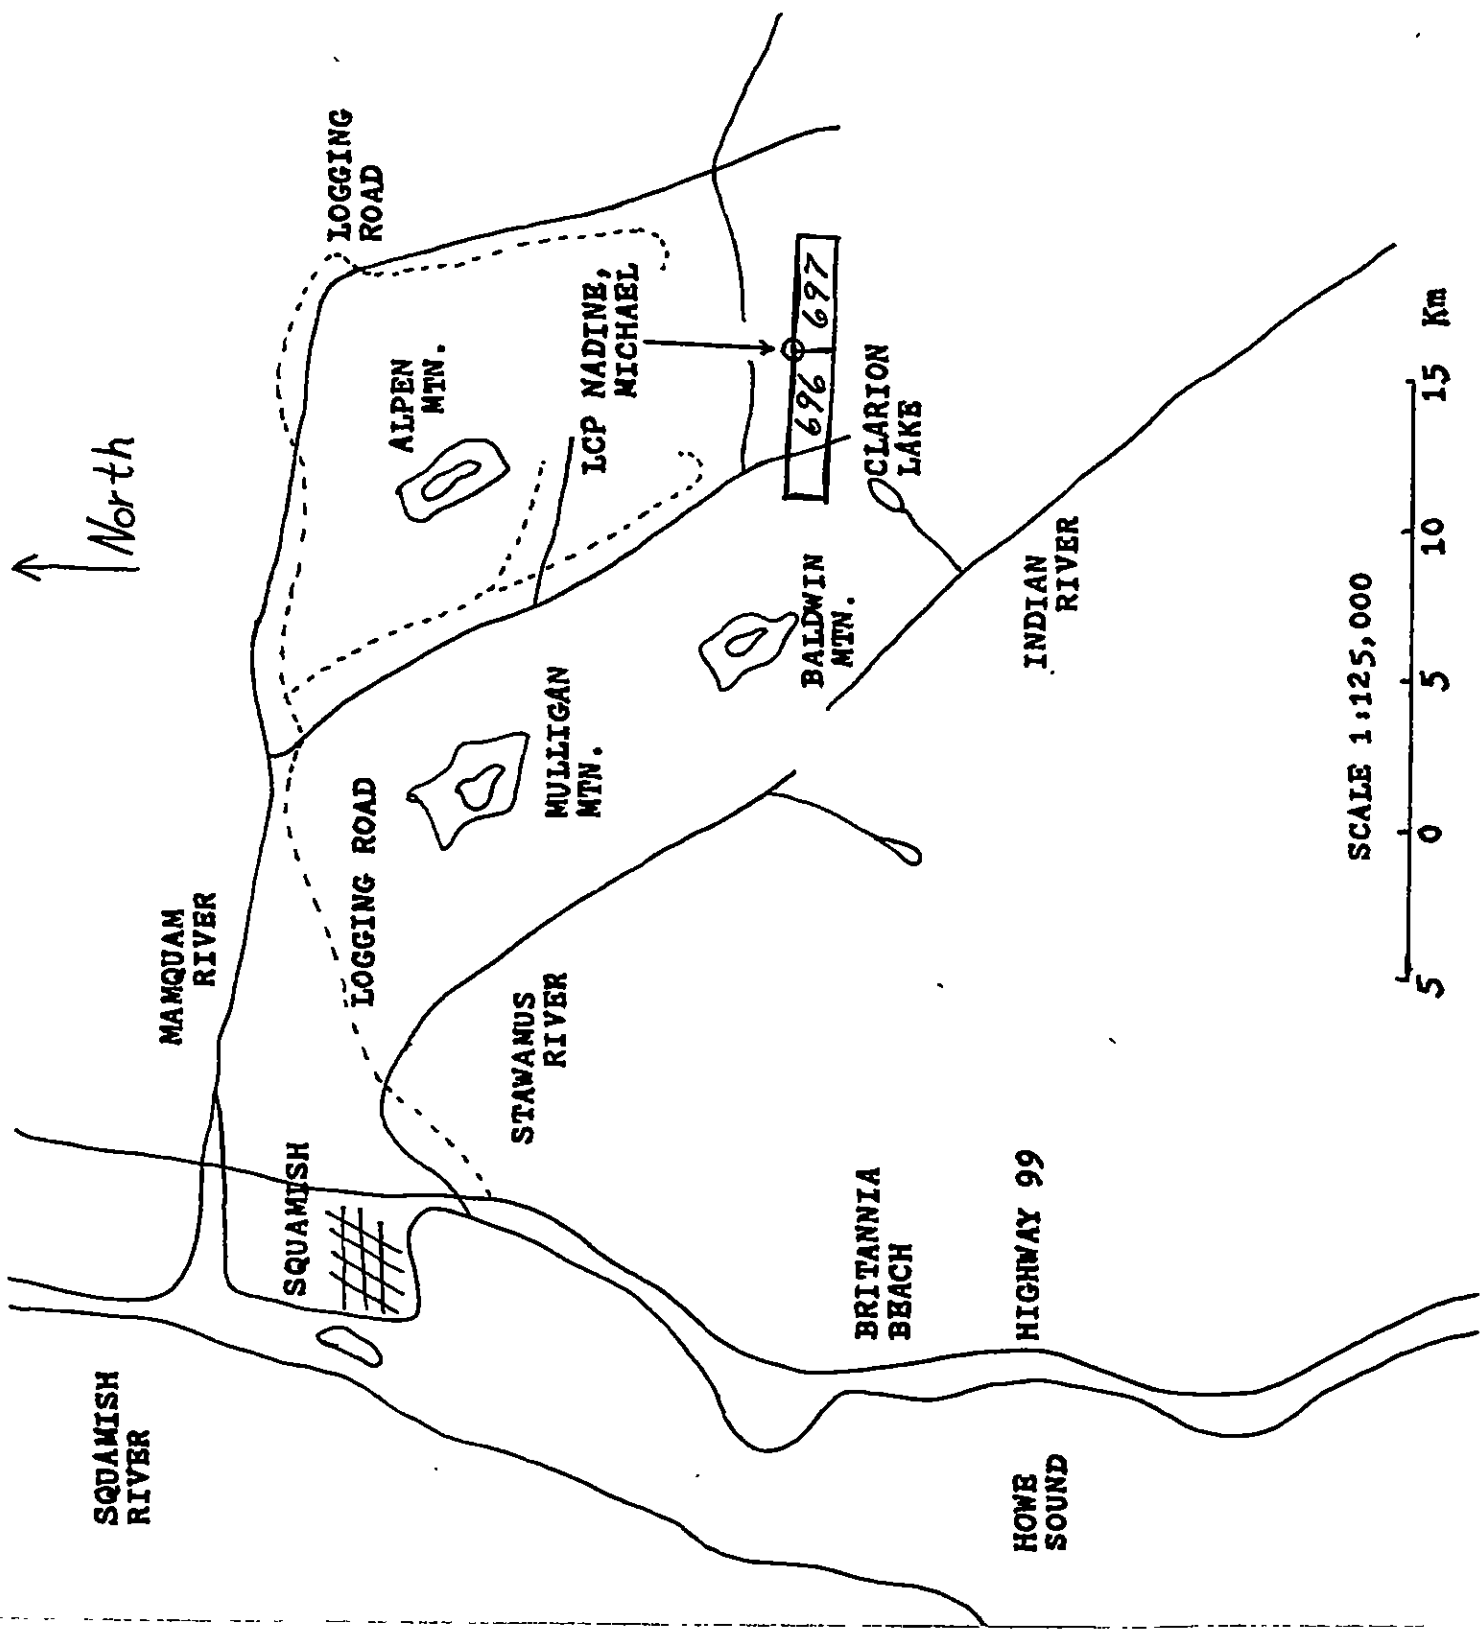 North
SQUAMISH
RIVER
MAMQUAM
RIVER
LOGGING
ROAD
SQUAMISH
LOGGING ROAD
ALPEN
MTN.
LCP NADINE,
MICHAEL
STAWAMUS
RIVER
MULLIGAN
MTN.
696 697
BALDWIN
MTN.
CLARION
LAKE
BRITANNIA
BEACH
HIGHWAY 99
INDIAN
RIVER
HOWE
SOUND
SCALE 1:125,000
5 0 5 10 15 Km